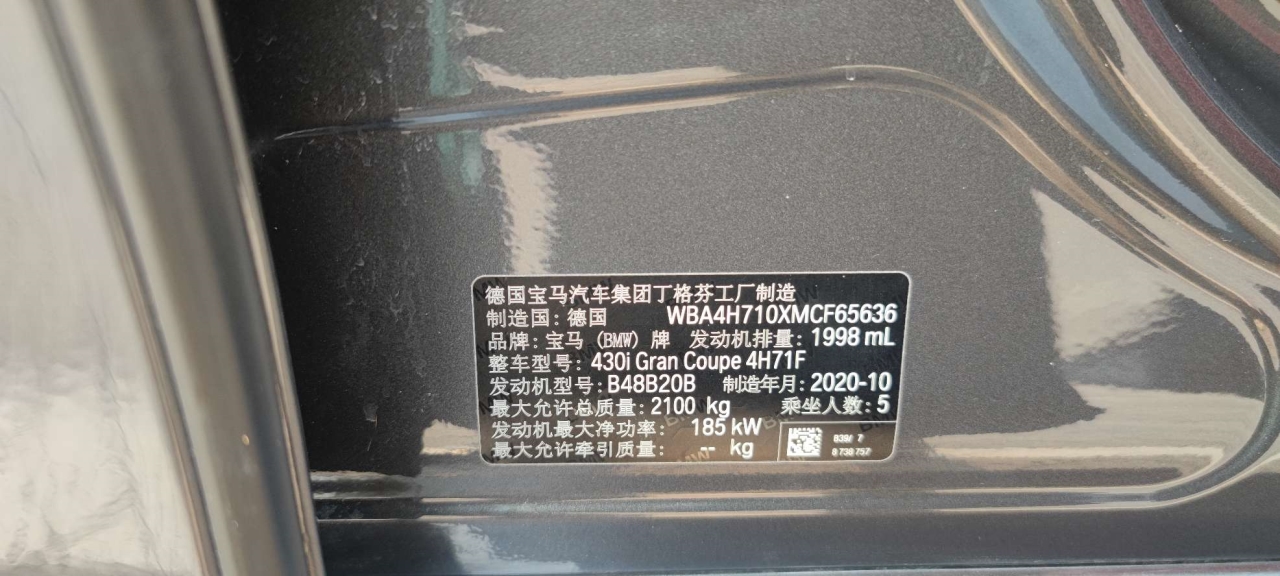 德国宝马汽车集团丁格芬工厂制造
制造国：德国 WBA4H710XMCF65636
品牌：宝马（BMW）牌 发动机排量：1998 mL
整车型号：430i Gran Coupe 4H71F
发动机型号：B48B20B 制造年月：2020-10
最大允许总质量：2100 kg 乘坐人数：5
发动机最大净功率： 185 kW
最大允许牵引质量： -- kg
8 738 757